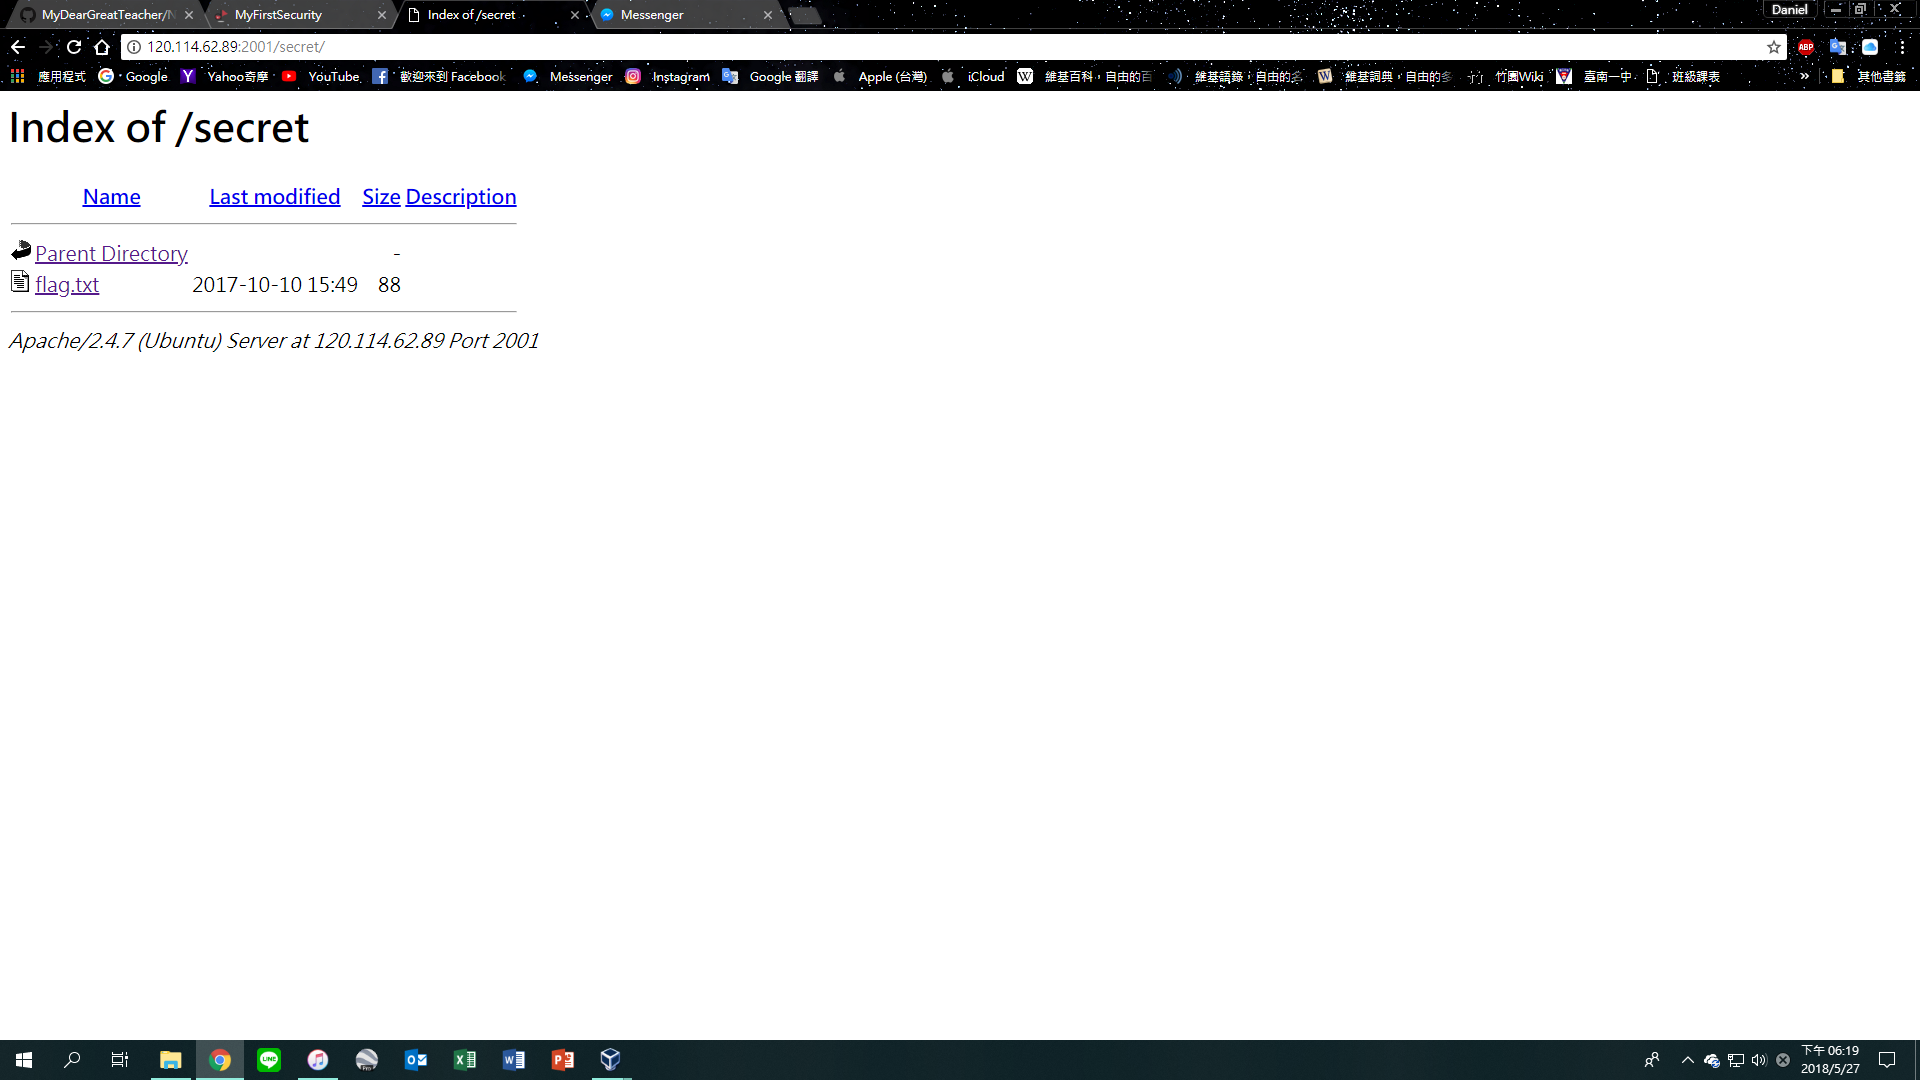 MyDearGreatTeacher/N
MyFirstSecurity
Index of /secret
Messenger
Daniel
120.114.62.89:2001/secret/
ABP
應用程式 Google Yahoo奇摩 YouTube 歡迎來到 Facebook Messenger Instagram Google 翻譯 Apple (台灣) iCloud 維基百科,自由的百 維基語錄,自由的名 維基詞典,自由的多 竹園Wiki 臺南一中 班級課表 » 其他書籤
Index of /secret
Name Last modified Size Description
Parent Directory -
flag.txt 2017-10-10 15:49 88
Apache/2.4.7 (Ubuntu) Server at 120.114.62.89 Port 2001
下午 06:19
2018/5/27